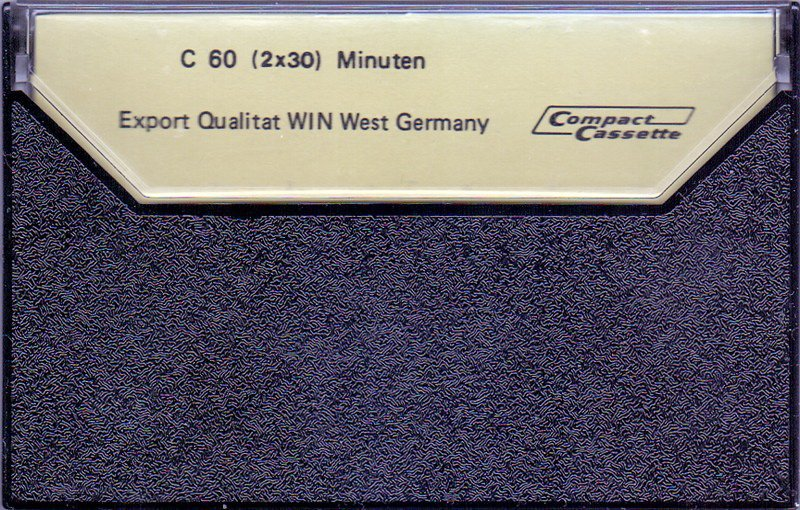 C 60 (2x30) Minuten
Export Qualitat WIN West Germany
Compact
Cassette